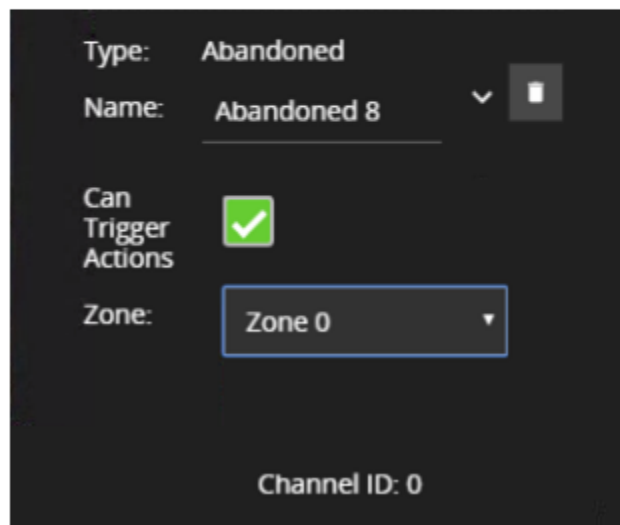 Type: Abandoned
Name: Abandoned 8
Can
Trigger
Actions
Zone: Zone 0
Channel ID: 0